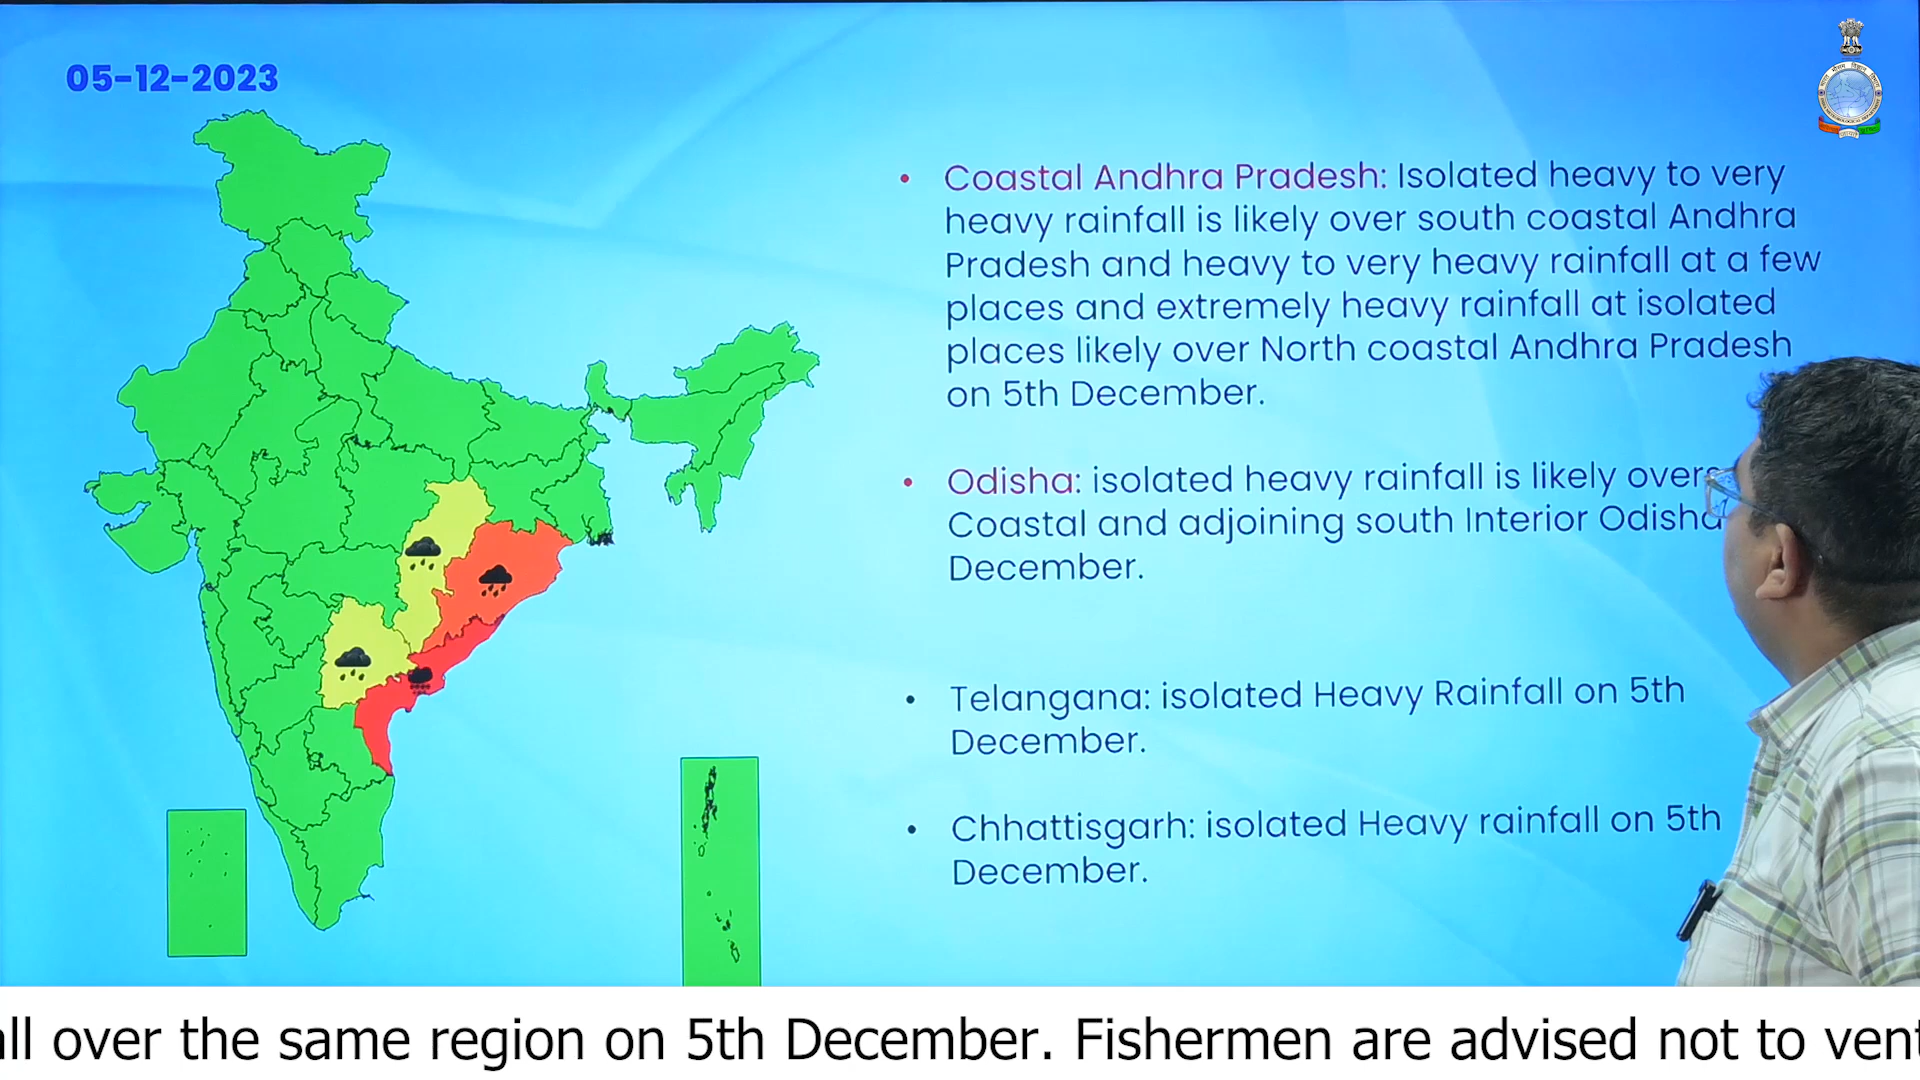 05-12-2023
• Coastal Andhra Pradesh: Isolated heavy to very
heavy rainfall is likely over south coastal Andhra
Pradesh and heavy to very heavy rainfall at a few
places and extremely heavy rainfall at isolated
places likely over North coastal Andhra Pradesh
on 5th December.
• Odisha: isolated heavy rainfall is likely over
Coastal and adjoining south Interior Odisha
December.
• Telangana: isolated Heavy Rainfall on 5th
December.
• Chhattisgarh: isolated Heavy rainfall on 5th
December.
over the same region on 5th December. Fishermen are advised not to